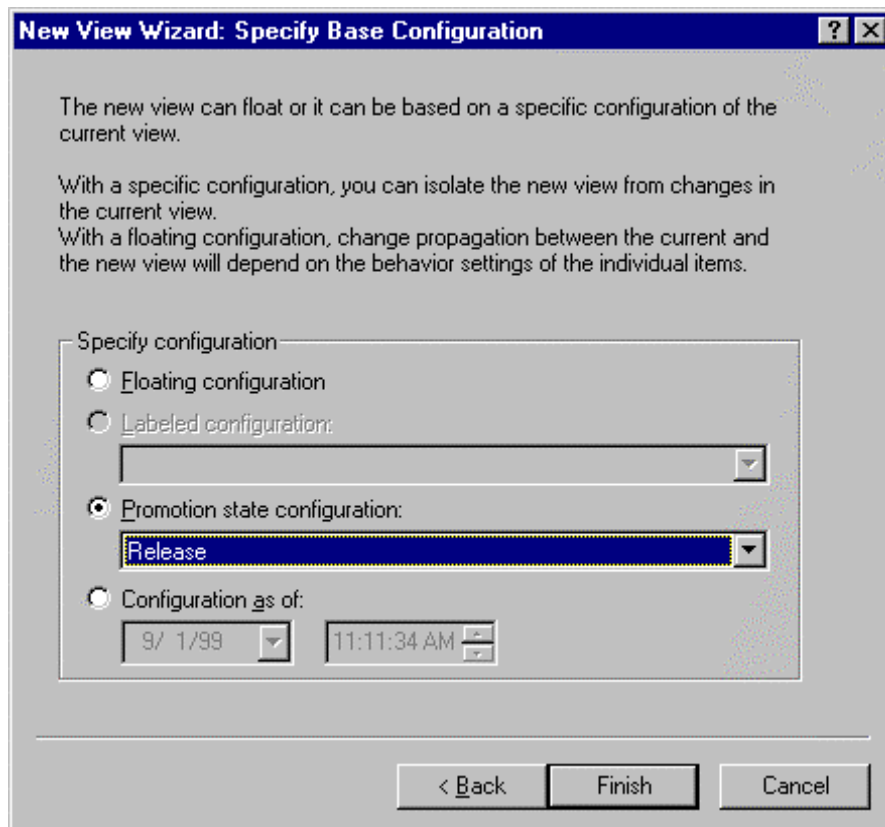 New View Wizard: Specify Base Configuration
The new view can float or it can be based on a specific configuration of the
current view.
With a specific configuration, you can isolate the new view from changes in
the current view.
With a floating configuration, change propagation between the current and
the new view will depend on the behavior settings of the individual items.
Specify configuration
Floating configuration
Labeled configuration:
Promotion state configuration:
Release
Configuration as of:
9/ 1/99 11:11:34 AM
< Back Finish Cancel